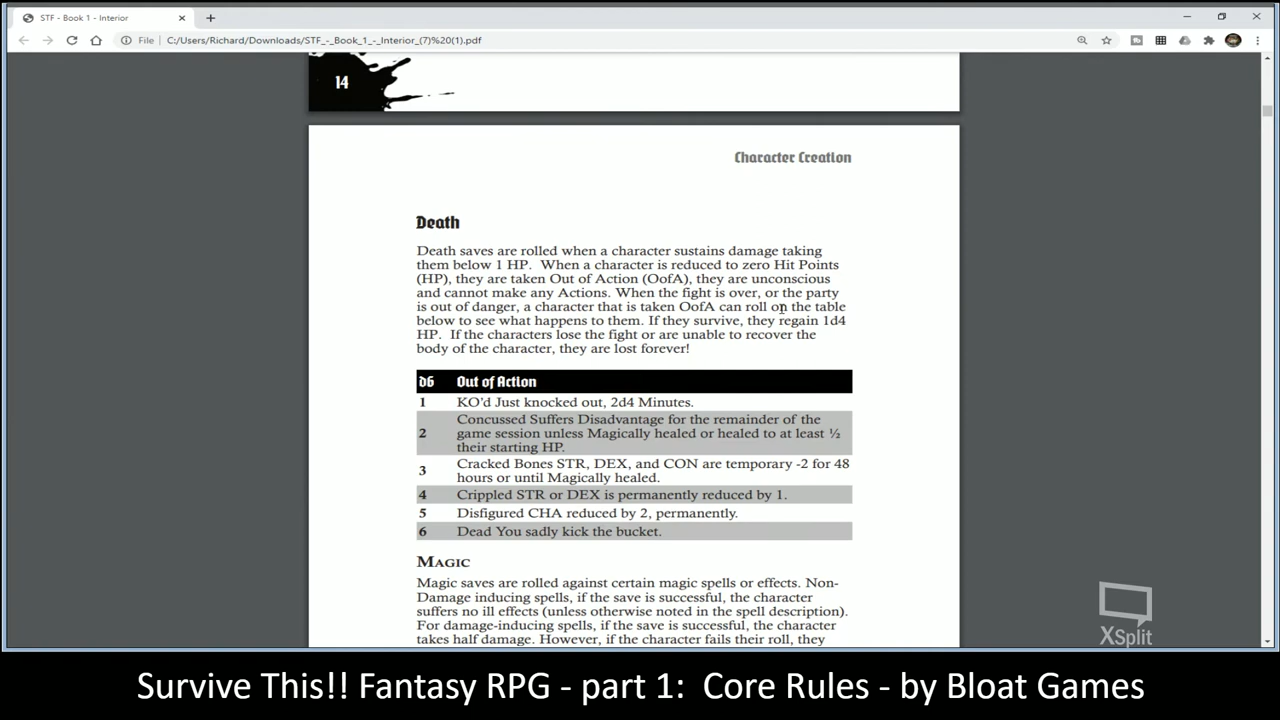 STF - Book 1 - Interior
File
C:/Users/Richard/Downloads/STF_-_Book_1_-_Interior_(7)%20(1).pdf
14
Character Creation
Death
Death saves are rolled when a character sustains damage taking
them below 1 HP. When a character is reduced to zero Hit Points
(HP), they are taken Out of Action (OofA), they are unconscious
and cannot make any Actions. When the fight is over, or the party
is out of danger, a character that is taken OofA can roll on the table
below to see what happens to them. If they survive, they regain 1d4
HP. If the characters lose the fight or are unable to recover the
body of the character, they are lost forever!
d6 Out of Action
1 KO'd Just knocked out, 2d4 Minutes.
Concussed Suffers Disadvantage for the remainder of the
2 game session unless Magically healed or healed to at least ½
their starting HP.
3 Cracked Bones STR, DEX, and CON are temporary -2 for 48
hours or until Magically healed.
4 Crippled STR or DEX is permanently reduced by 1.
5 Disfigured CHA reduced by 2, permanently.
6 Dead You sadly kick the bucket.
MAGIC
Magic saves are rolled against certain magic spells or effects. Non-
Damage inducing spells, if the save is successful, the character
suffers no ill effects (unless otherwise noted in the spell description).
For damage-inducing spells, if the save is successful, the character
takes half damage. However, if the character fails their roll, they
XSplit
Survive This!! Fantasy RPG - part 1: Core Rules - by Bloat Games